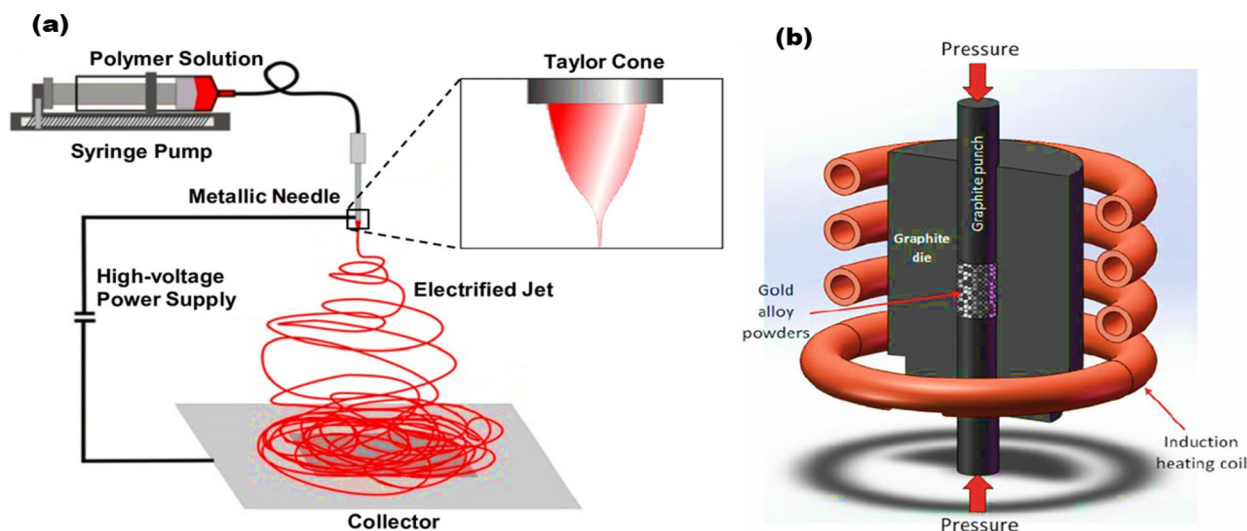 (a)
Polymer Solution
Syringe Pump
Metallic Needle
Taylor Cone
High-voltage
Power Supply
Electrified Jet
Collector
(b)
Pressure
Graphite punch
Graphite
die
Gold
alloy
powders
Induction
heating coil
Pressure